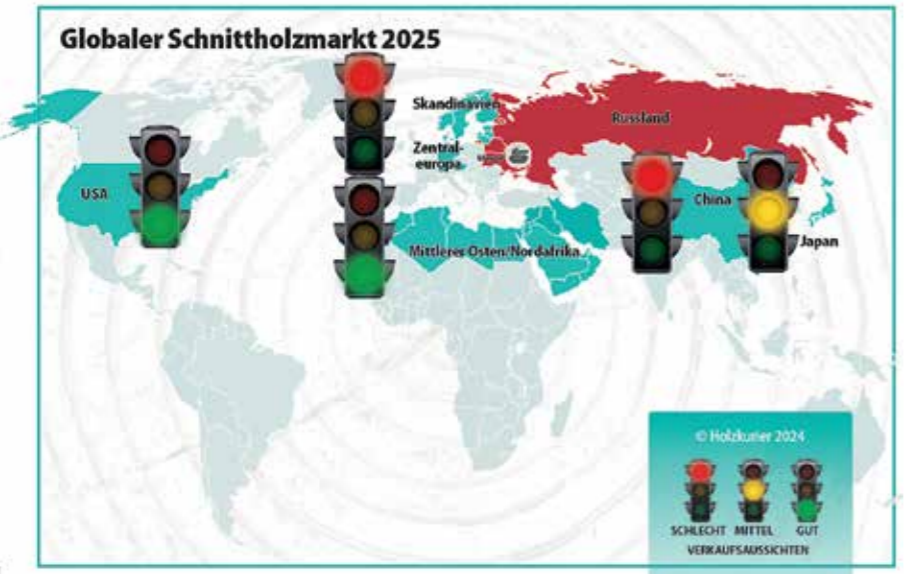 Globaler Schnittholzmarkt 2025
Skandinavien
Russland
Zentral-
europa
USA
China
Japan
Mittlerer Osten/Nordafrika
© Holzkurier 2024
SCHLECHT MITTEL GUT
VERKAUFSAUSSICHTEN